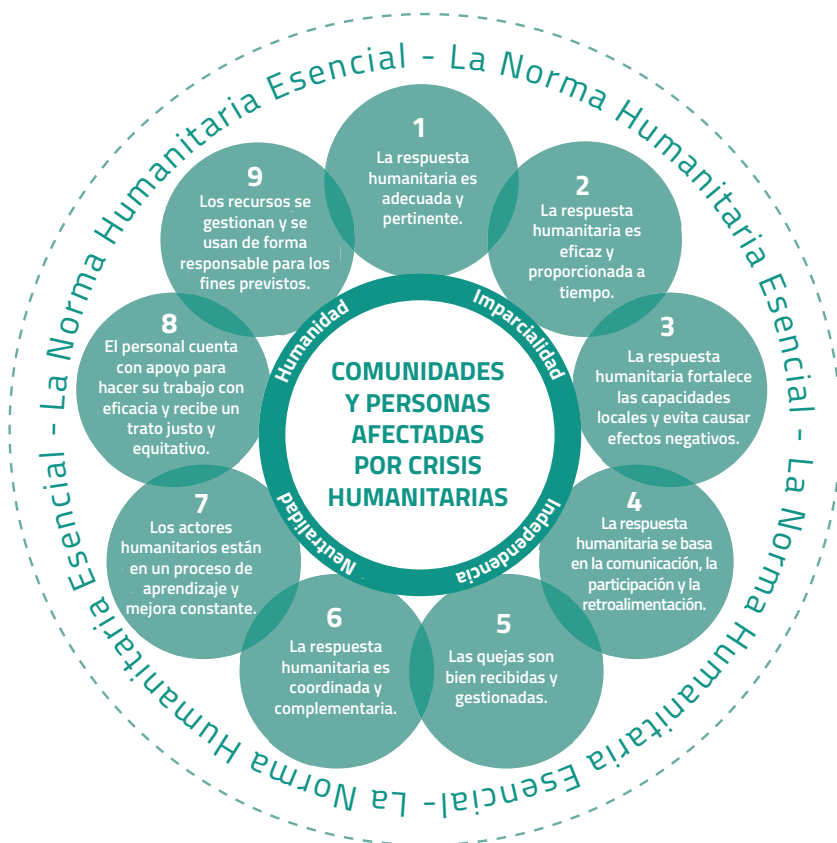 La Norma Humanitaria Esencial - La Norma Humanitaria Esencial - La Norma Humanitaria Esencial- La Norma Humanitaria Esencial -
1
La respuesta
humanitaria es
adecuada y
pertinente.
2
La respuesta
humanitaria es
eficaz y
proporcionada a
tiempo.
3
La respuesta
humanitaria fortalece
las capacidades
locales y evita causar
efectos negativos.
4
La respuesta
humanitaria se basa
en la comunicación, la
participación y la
retroalimentación.
5
Las quejas son
bien recibidas y
gestionadas.
6
La respuesta
humanitaria es
coordinada y
complementaria.
7
Los actores
humanitarios están
en un proceso de
aprendizaje y
mejora constante.
8
El personal cuenta
con apoyo para
hacer su trabajo con
eficacia y recibe un
trato justo y
equitativo.
9
Los recursos se
gestionan y se
usan de forma
responsable para los
fines previstos.
Humanidad
Imparcialidad
Independencia
Neutralidad
COMUNIDADES
Y PERSONAS
AFECTADAS
POR CRISIS
HUMANITARIAS